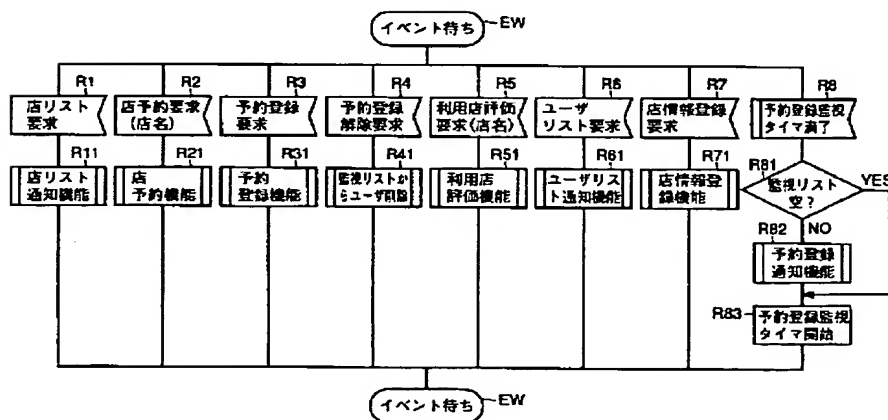 イベント待ち EW
R1 R2 R3 R4 R5 R6 R7 R8
店リスト
要求
店予約要求
(店名)
予約登録
要求
予約登録
解除要求
利用店評価
要求(店名)
ユーザ
リスト要求
店情報登録
要求
予約登録監視
タイマ満了
R11 R21 R31 R41 R51 R61 R71 R81
店リスト
通知機能
店
予約機能
予約
登録機能
監視リストか
らユーザ削除
利用店
評価機能
ユーザリス
ト通知機能
店情報登
録機能
監視リスト
空?
YES
NO
R82
予約登録
通知機能
R83
予約登録監視
タイマ開始
イベント待ち EW